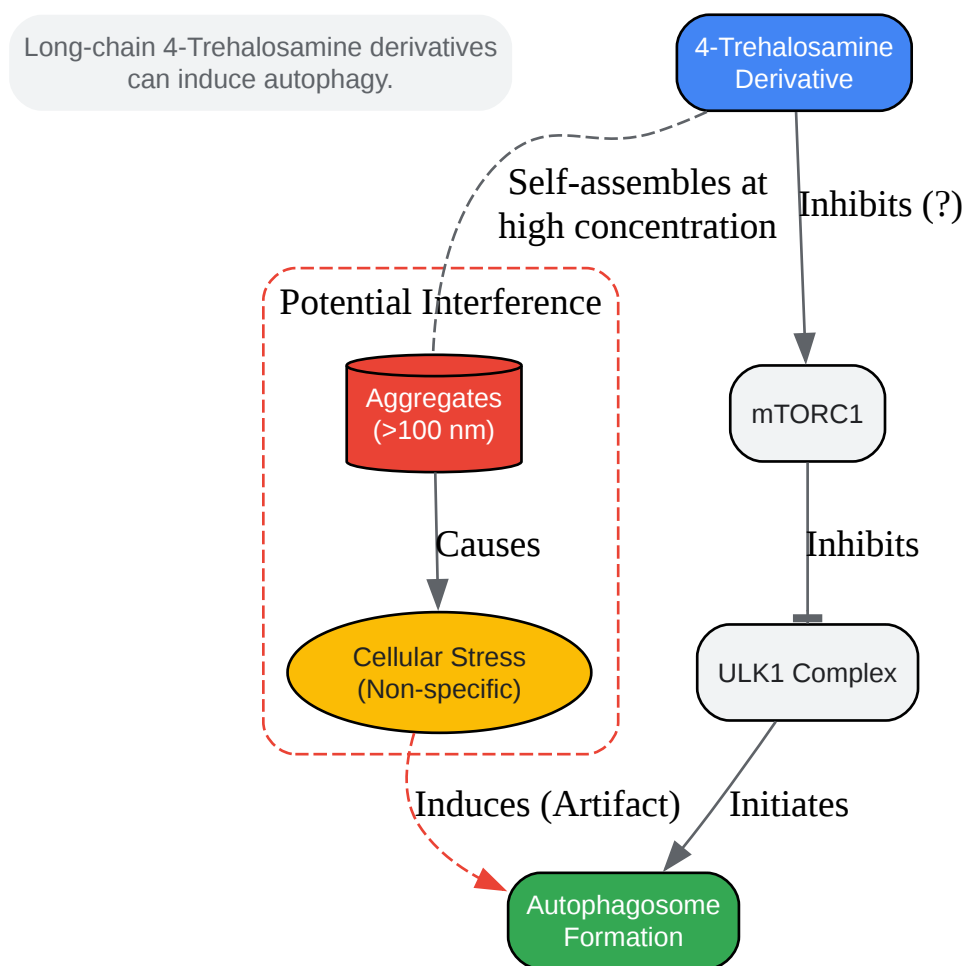 Long-chain 4-Trehalosamine derivatives
can induce autophagy.
4-Trehalosamine
Derivative
Self-assembles at
high concentration
Inhibits (?)
Potential Interference
Aggregates
(>100 nm)
mTORC1
Causes
Inhibits
Cellular Stress
(Non-specific)
ULK1 Complex
Induces (Artifact)
Initiates
Autophagosome
Formation